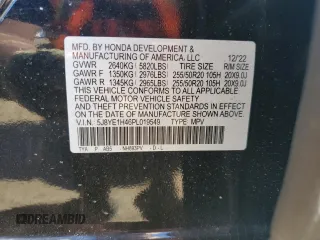 MFD. BY HONDA DEVELOPMENT &
MANUFACTURING OF AMERICA, LLC 12/22
GVWR 2640KG (5820LBS) TIRE SIZE RIM SIZE
GAWR F 1350KG (2976LBS) 255/50R20 105H 20X9.0J
GAWR R 1345KG (2965LBS) 255/50R20 105H 20X9.0J
THIS VEHICLE CONFORMS TO ALL APPLICABLE
FEDERAL MOTOR VEHICLE SAFETY
AND THEFT PREVENTION STANDARDS IN EFFECT
ON THE DATE OF MANUFACTURE SHOWN ABOVE.
V.I.N. 5J8YE1H46PL019549 TYPE: MPV
NH893PV D - L
DREAMBID